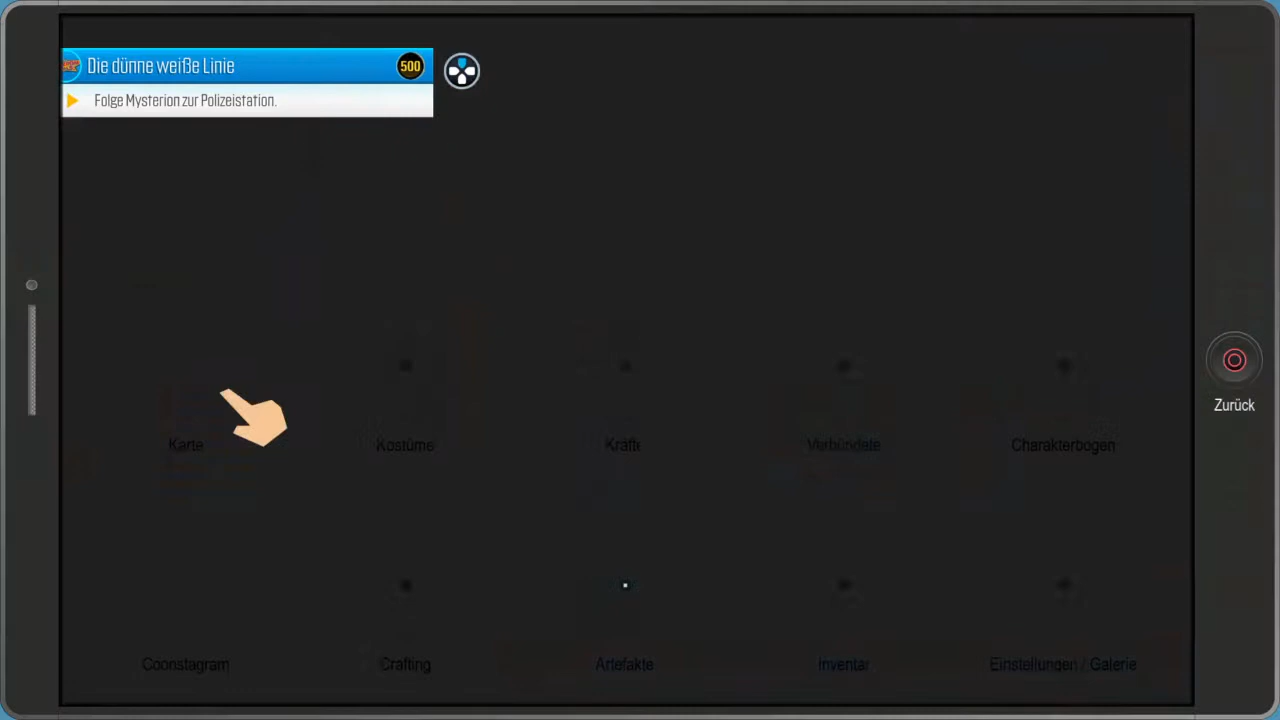 Die dünne weiße Linie 500
Folge Mysterion zur Polizeistation.
Zurück
Karte Kostüme Kräfte Verbündete Charakterbogen
Coonstagram Crafting Artefakte Inventar Einstellungen / Galerie